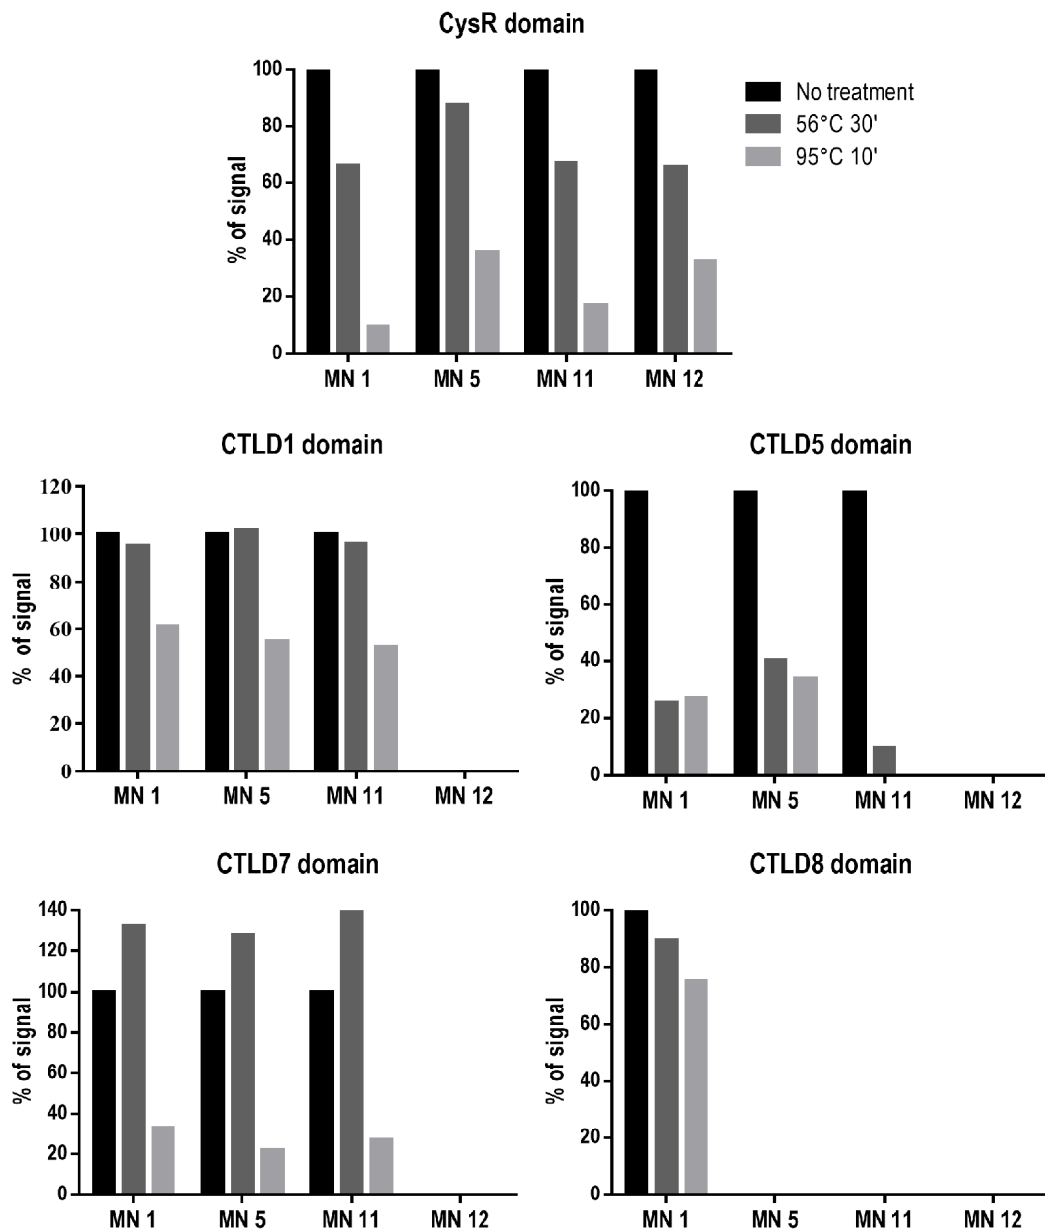 CysR domain
100
80
60
40
20
0
% of signal
MN 1 MN 5 MN 11 MN 12
No treatment
56°C 30'
95°C 10'
CTLD1 domain
120
100
80
60
40
20
0
% of signal
MN 1 MN 5 MN 11 MN 12
CTLD5 domain
100
80
60
40
20
0
% of signal
MN 1 MN 5 MN 11 MN 12
CTLD7 domain
140
120
100
80
60
40
20
0
% of signal
MN 1 MN 5 MN 11 MN 12
CTLD8 domain
100
80
60
40
20
0
% of signal
MN 1 MN 5 MN 11 MN 12